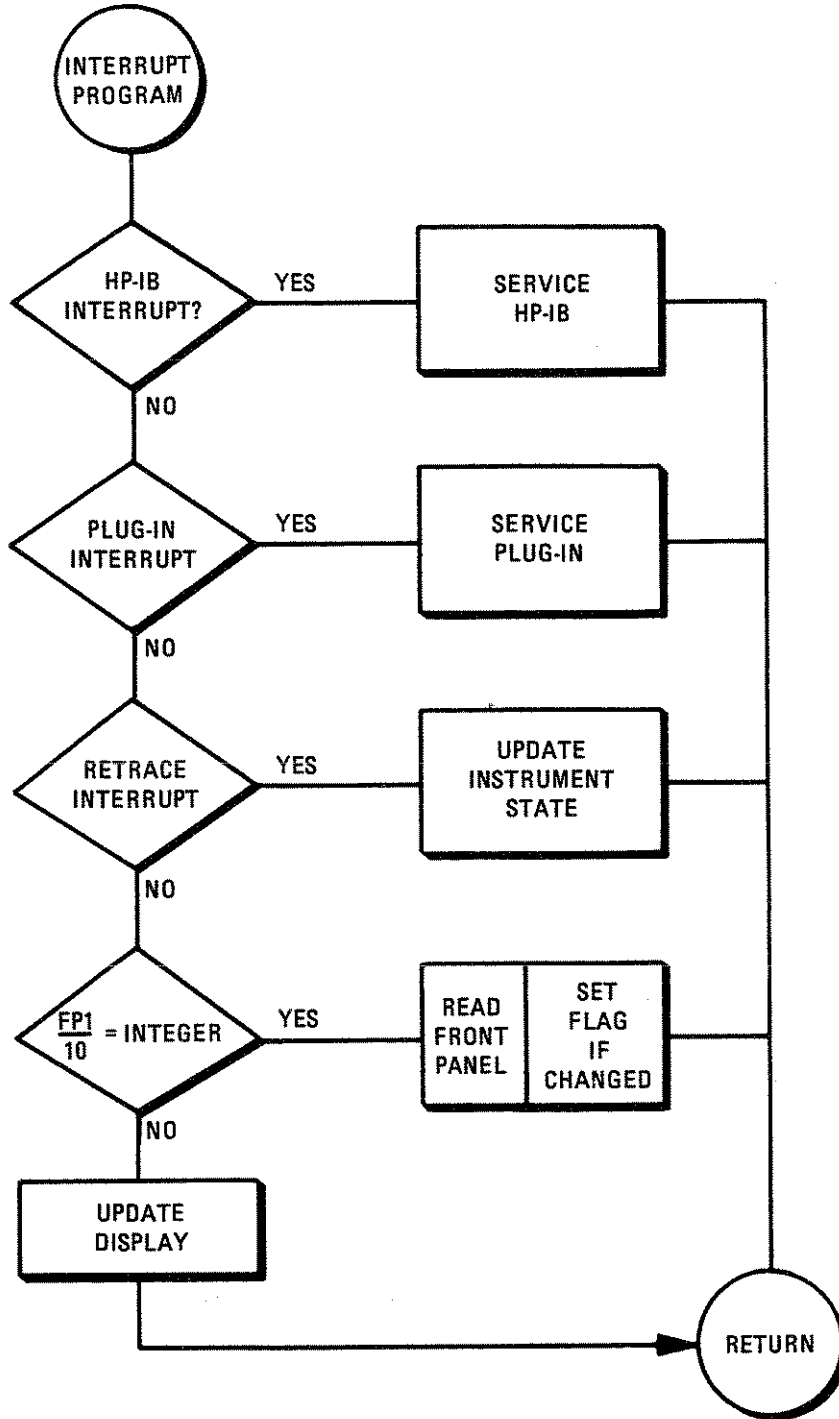 INTERRUPT
PROGRAM
HP-IB
INTERRUPT?
YES
SERVICE
HP-IB
NO
PLUG-IN
INTERRUPT
YES
SERVICE
PLUG-IN
NO
RETRACE
INTERRUPT
YES
UPDATE
INSTRUMENT
STATE
NO
FP1
10
= INTEGER
YES
READ
FRONT
PANEL
SET
FLAG
IF
CHANGED
NO
UPDATE
DISPLAY
RETURN